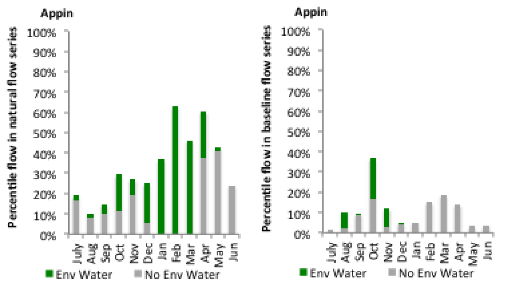 Appin
Percentile flow in natural flow series
100%
90%
80%
70%
60%
50%
40%
30%
20%
10%
0%
July Aug Sep Oct Nov Dec Jan Feb Mar Apr May Jun
Env Water No Env Water
Appin
Percentile flow in baseline flow series
100%
90%
80%
70%
60%
50%
40%
30%
20%
10%
0%
July Aug Sep Oct Nov Dec Jan Feb Mar Apr May Jun
Env Water No Env Water